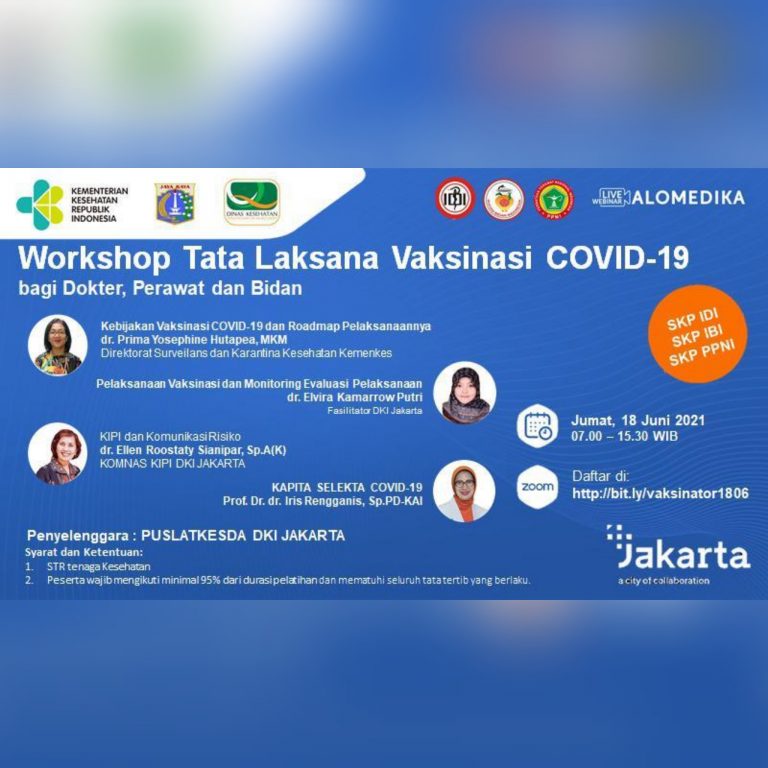 KEMENTERIAN
KESEHATAN
REPUBLIK
INDONESIA
JAYA RAYA
DINAS KESEHATAN
IDI
PPNI
LIVE
WEBINAR
ALOMEDIKA
Workshop Tata Laksana Vaksinasi COVID-19
bagi Dokter, Perawat dan Bidan
SKP IDI
SKP IBI
SKP PPNI
Kebijakan Vaksinasi COVID-19 dan Roadmap Pelaksanaannya
dr. Prima Yosephine Hutapea, MKM
Direktorat Surveilans dan Karantina Kesehatan Kemenkes
Pelaksanaan Vaksinasi dan Monitoring Evaluasi Pelaksanaan
dr. Elvira Kamarrow Putri
Fasilitator DKI Jakarta
KIPI dan Komunikasi Risiko
dr. Ellen Roostaty Sianipar, Sp.A(K)
KOMNAS KIPI DKI JAKARTA
KAPITA SELEKTA COVID-19
Prof. Dr. dr. Iris Rengganis, Sp.PD-KAI
Jumat, 18 Juni 2021
07.00 – 15.30 WIB
zoom
Daftar di:
http://bit.ly/vaksinator1806
Penyelenggara : PUSLATKESDA DKI JAKARTA
Syarat dan Ketentuan:
1. STR tenaga Kesehatan
2. Peserta wajib mengikuti minimal 95% dari durasi pelatihan dan mematuhi seluruh tata tertib yang berlaku.
Jakarta
a city of collaboration